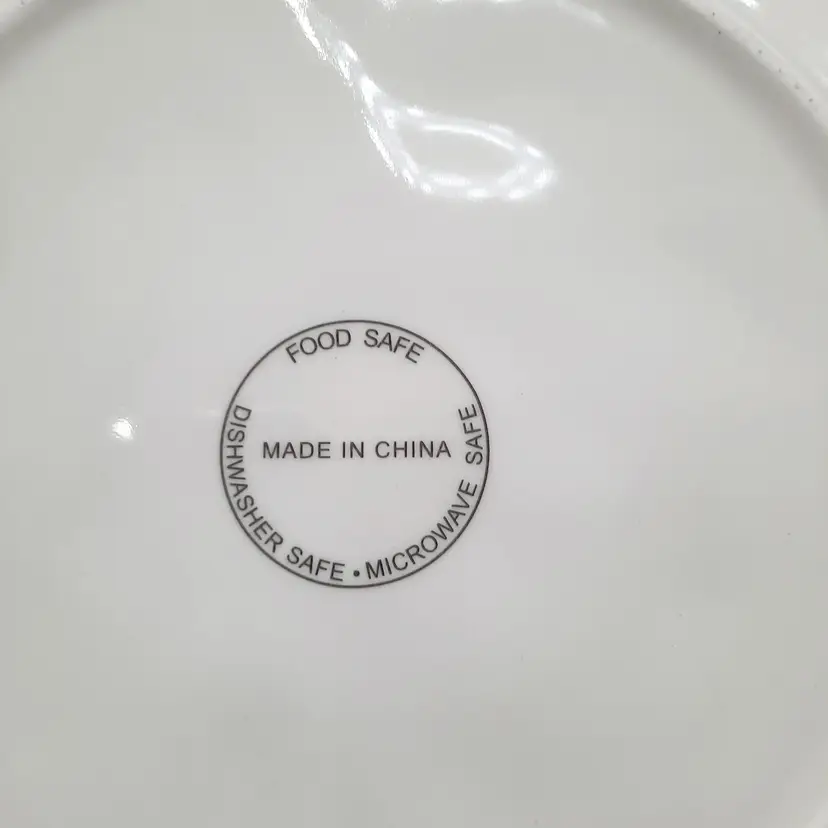 FOOD SAFE
MADE IN CHINA
DISHWASHER SAFE • MICROWAVE SAFE